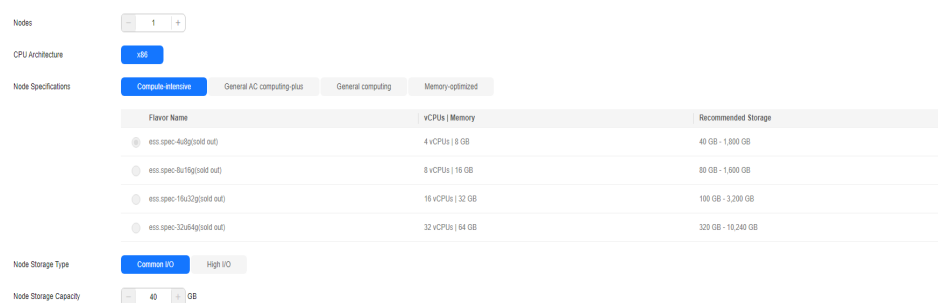 Nodes
− 1 +
CPU Architecture x86
Node Specifications Compute-intensive General AC computing-plus General computing Memory-optimized
Flavor Name vCPUs | Memory Recommended Storage
ess.spec-4u8g(sold out) 4 vCPUs | 8 GB 40 GB - 1,800 GB
ess.spec-8u16g(sold out) 8 vCPUs | 16 GB 80 GB - 1,600 GB
ess.spec-16u32g(sold out) 16 vCPUs | 32 GB 100 GB - 3,200 GB
ess.spec-32u64g(sold out) 32 vCPUs | 64 GB 320 GB - 10,240 GB
Node Storage Type Common I/O High I/O
Node Storage Capacity − 40 + GB